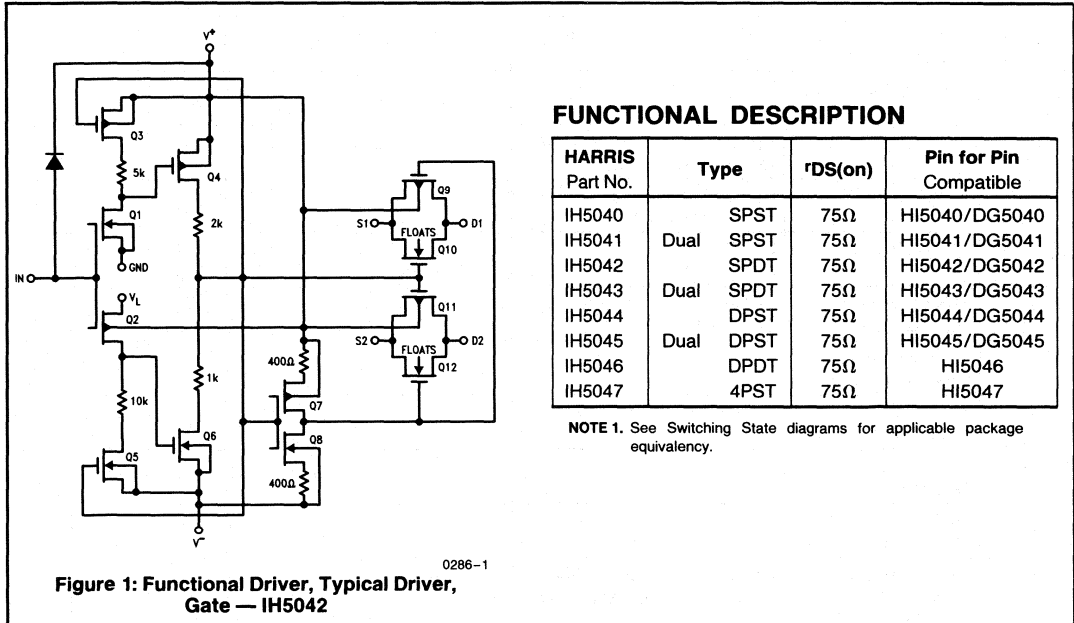 V+
Q3
5k
Q4
Q1
2k
GND
IN
VL
Q2
10k
1k
Q6
Q5
V-
400Ω
Q7
Q8
400Ω
Q9
S1
D1
FLOATS
Q10
Q11
S2
D2
FLOATS
Q12
0286-1
Figure 1: Functional Driver, Typical Driver,
Gate — IH5042
FUNCTIONAL DESCRIPTION
HARRIS Part No. Type rDS(on) Pin for Pin Compatible
IH5040 SPST 75Ω HI5040/DG5040
IH5041 Dual SPST 75Ω HI5041/DG5041
IH5042 SPDT 75Ω HI5042/DG5042
IH5043 Dual SPDT 75Ω HI5043/DG5043
IH5044 DPST 75Ω HI5044/DG5044
IH5045 Dual DPST 75Ω HI5045/DG5045
IH5046 DPDT 75Ω HI5046
IH5047 4PST 75Ω HI5047
NOTE 1. See Switching State diagrams for applicable package
equivalency.